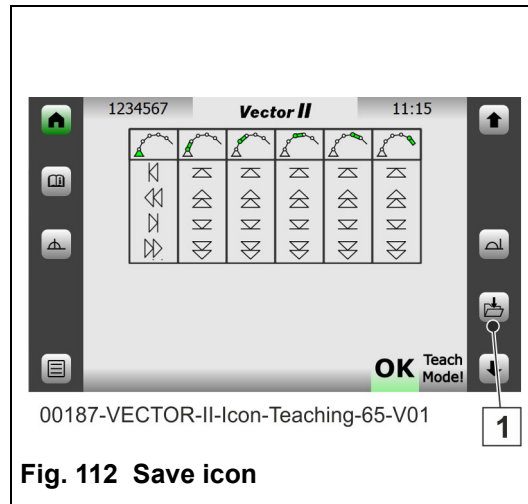 1234567 Vector II 11:15
OK Teach Mode!
00187-VECTOR-II-Icon-Teaching-65-V01
1
Fig. 112 Save icon